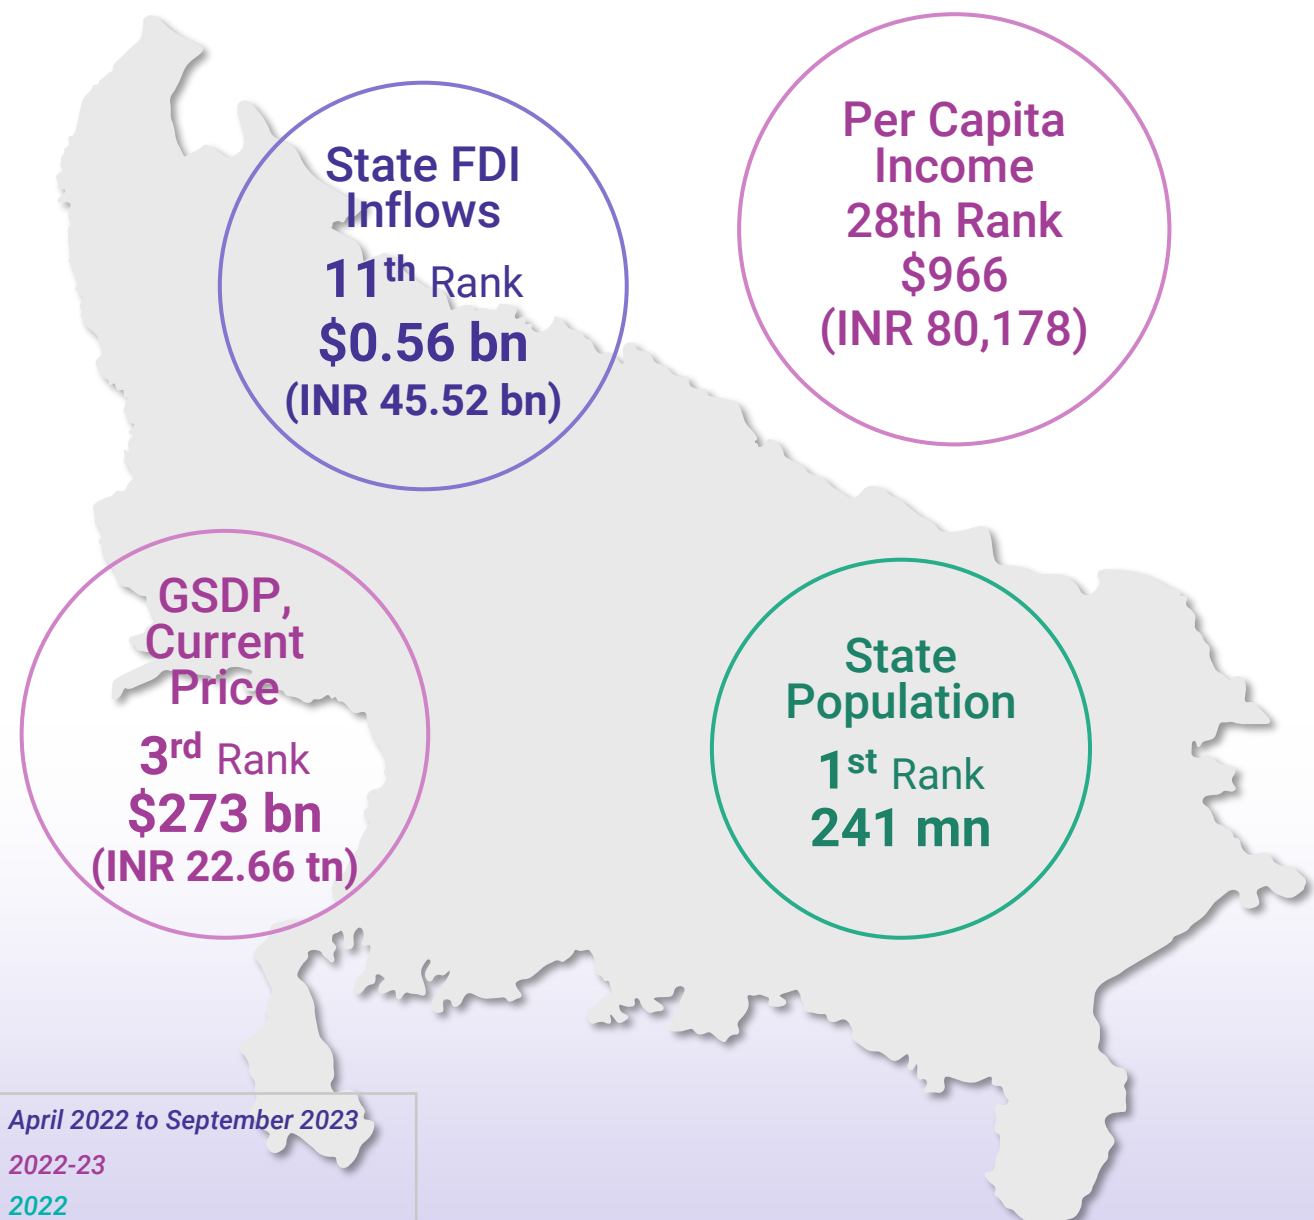 State FDI
Inflows
11th Rank
$0.56 bn
(INR 45.52 bn)
Per Capita
Income
28th Rank
$966
(INR 80,178)
GSDP,
Current
Price
3rd Rank
$273 bn
(INR 22.66 tn)
State
Population
1st Rank
241 mn
April 2022 to September 2023
2022-23
2022